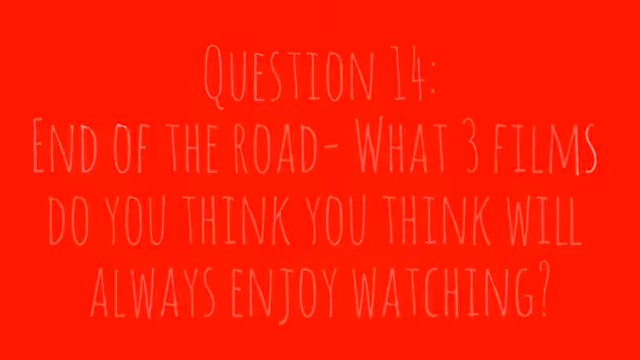 Question 14:
End of the road- What 3 films
do you think you think will
always enjoy watching?